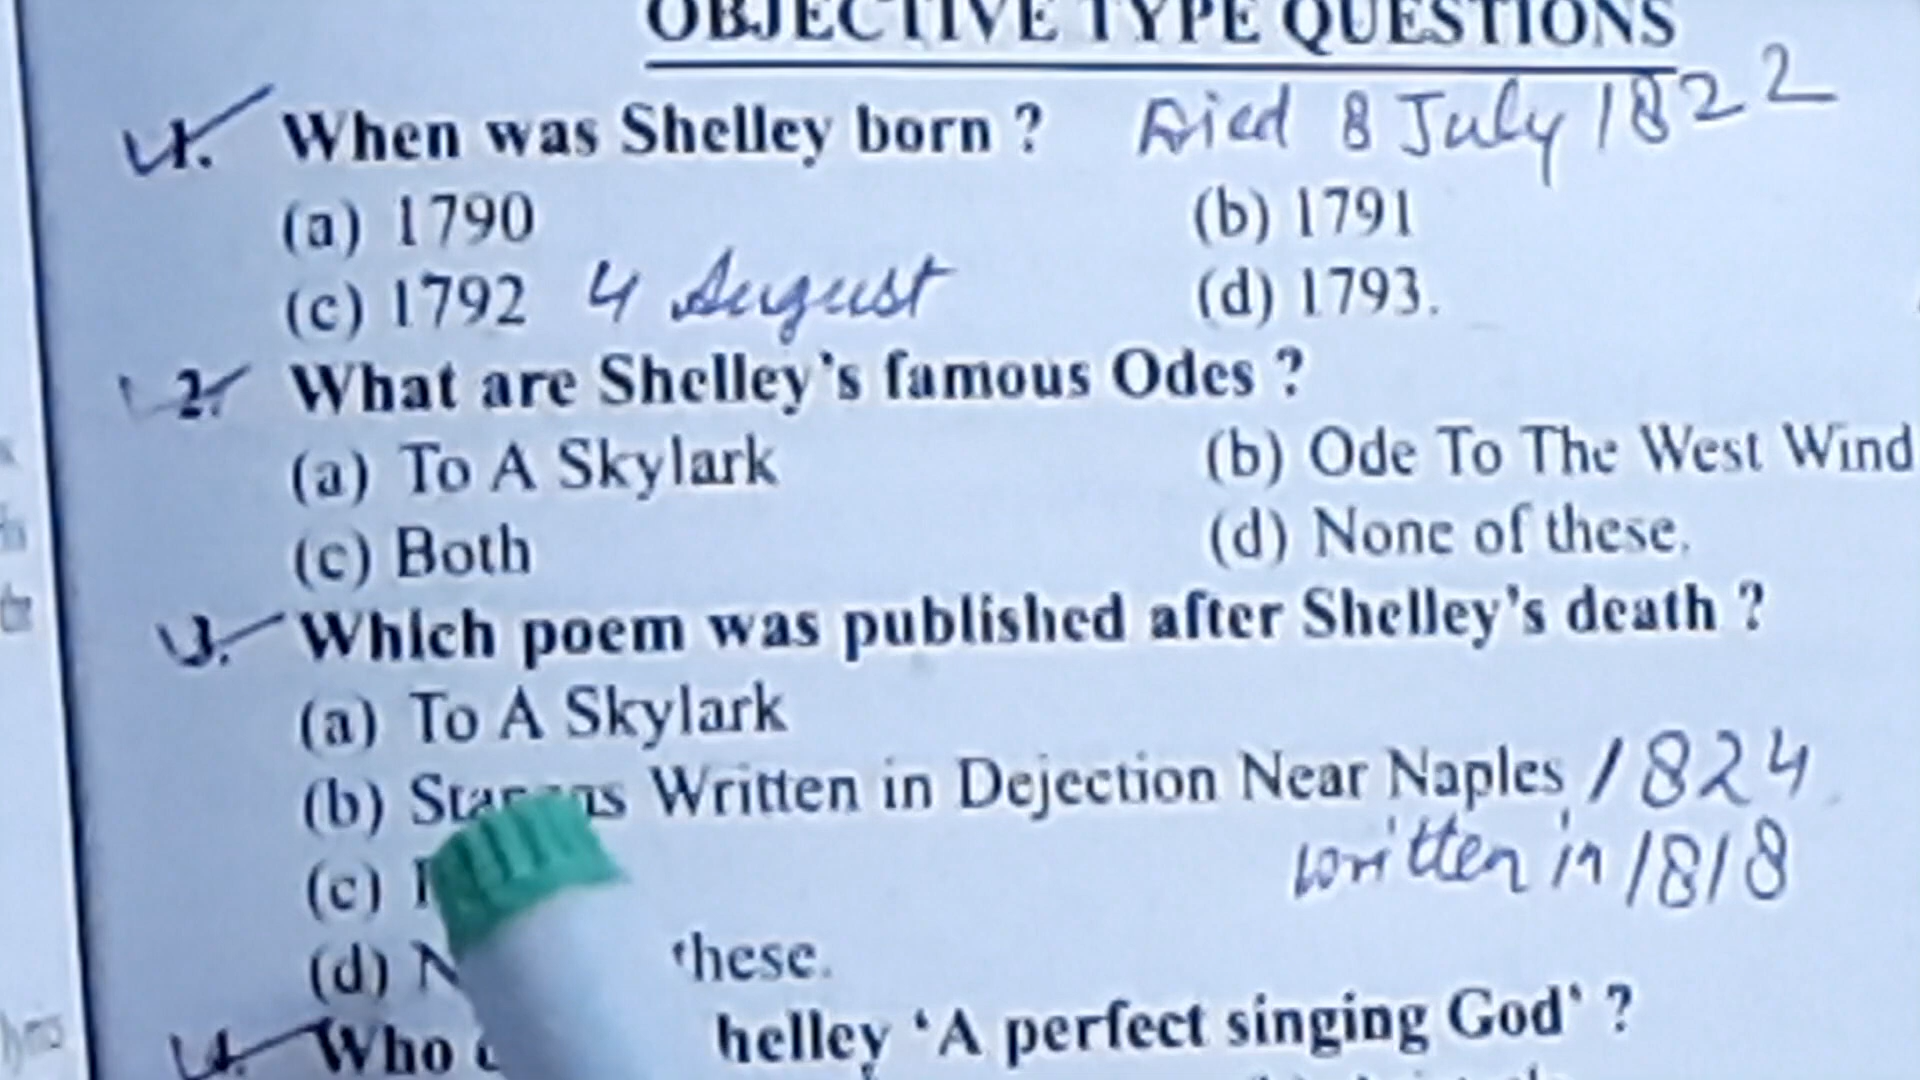 OBJECTIVE TYPE QUESTIONS
1. When was Shelley born ? Died 8 July 1822
(a) 1790 (b) 1791
(c) 1792 4 August (d) 1793.
2. What are Shelley's famous Odes ?
(a) To A Skylark (b) Ode To The West Wind
(c) Both (d) None of these.
3. Which poem was published after Shelley's death ?
(a) To A Skylark
(b) Written in Dejection Near Naples 1824
written in 1818
(c)
(d) these.
4. Who helley 'A perfect singing God' ?